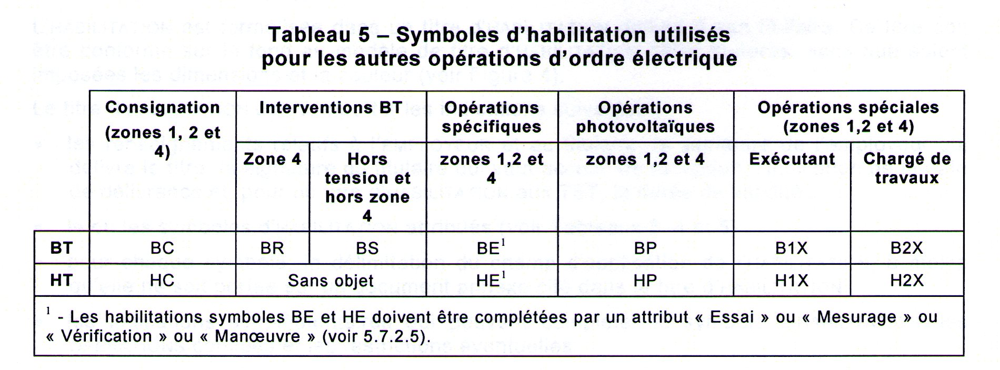 Tableau 5 – Symboles d'habilitation utilisés
pour les autres opérations d'ordre électrique
Consignation
(zones 1, 2 et
4)
Interventions BT
Opérations
spécifiques
Opérations
photovoltaïques
Opérations spéciales
(zones 1,2 et 4)
Zone 4
Hors
tension et
hors zone
4
zones 1,2 et
4
zones 1,2 et 4
Exécutant
Chargé de
travaux
BT BC BR BS BE¹ BP B1X B2X
HT HC Sans objet HE¹ HP H1X H2X
¹ - Les habilitations symboles BE et HE doivent être complétées par un attribut « Essai » ou « Mesurage » ou
« Vérification » ou « Manœuvre » (voir 5.7.2.5).